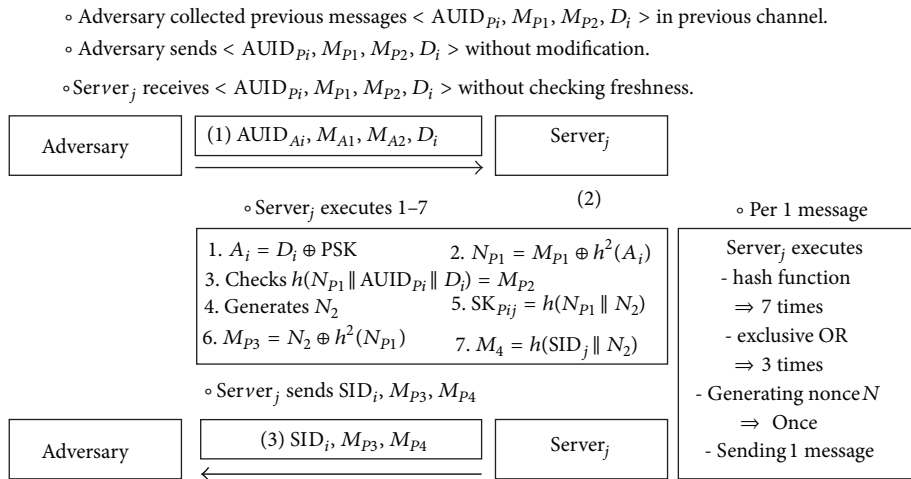 ∘ Adversary collected previous messages < AUID_{Pi}, M_{P1}, M_{P2}, D_i > in previous channel.
∘ Adversary sends < AUID_{Pi}, M_{P1}, M_{P2}, D_i > without modification.
∘ Server_j receives < AUID_{Pi}, M_{P1}, M_{P2}, D_i > without checking freshness.
Adversary
(1) AUID_{Ai}, M_{A1}, M_{A2}, D_i
Server_j
(2)
∘ Server_j executes 1–7
1. A_i = D_i ⊕ PSK
2. N_{P1} = M_{P1} ⊕ h^2(A_i)
3. Checks h(N_{P1} ∥ AUID_{Pi} ∥ D_i) = M_{P2}
4. Generates N_2
5. SK_{Pij} = h(N_{P1} ∥ N_2)
6. M_{P3} = N_2 ⊕ h^2(N_{P1})
7. M_4 = h(SID_j ∥ N_2)
∘ Per 1 message
Server_j executes
- hash function
⇒ 7 times
- exclusive OR
⇒ 3 times
- Generating nonce N
⇒ Once
- Sending 1 message
∘ Server_j sends SID_i, M_{P3}, M_{P4}
Adversary
(3) SID_i, M_{P3}, M_{P4}
Server_j